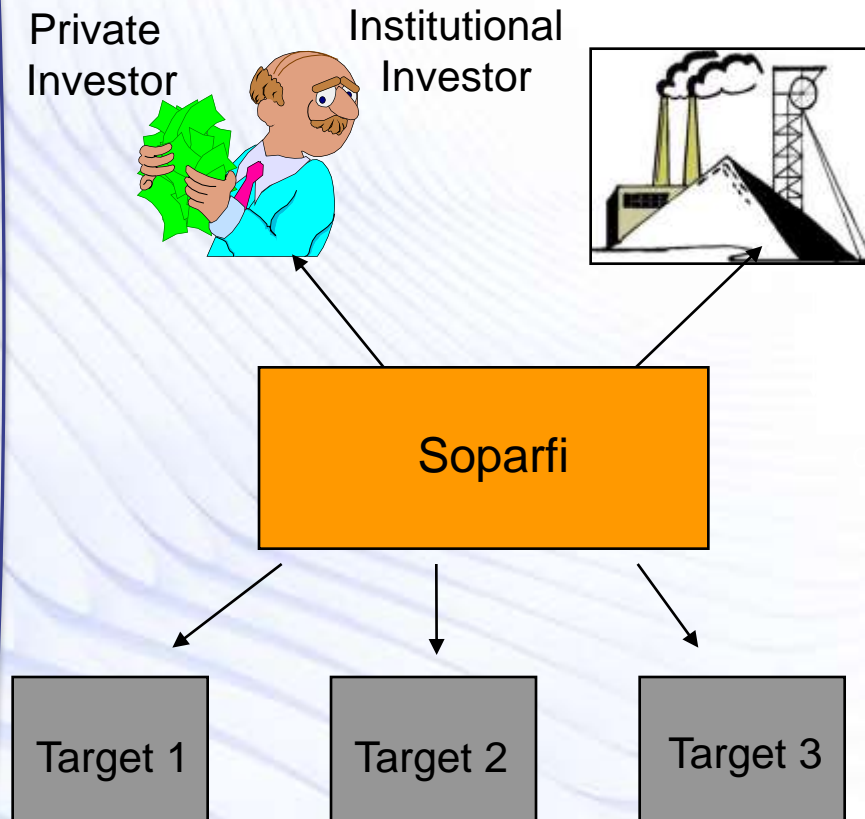 Private
Investor
Institutional
Investor
Soparfi
Target 1
Target 2
Target 3